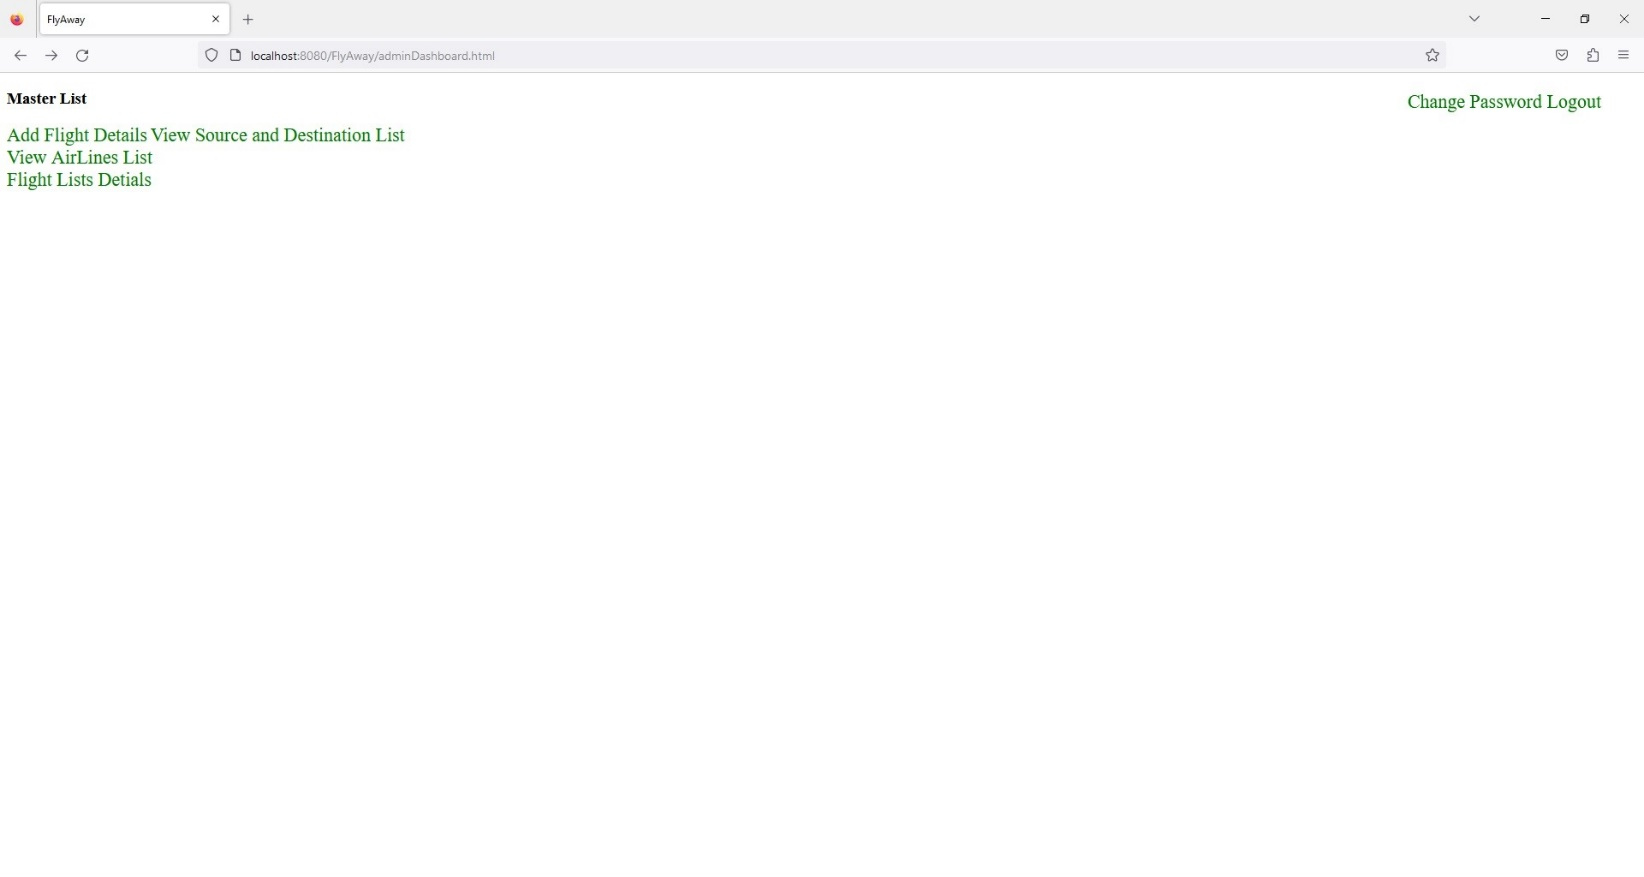 FlyAway
localhost:8080/FlyAway/adminDashboard.html
Master List
Change Password Logout
Add Flight Details View Source and Destination List
View AirLines List
Flight Lists Detials